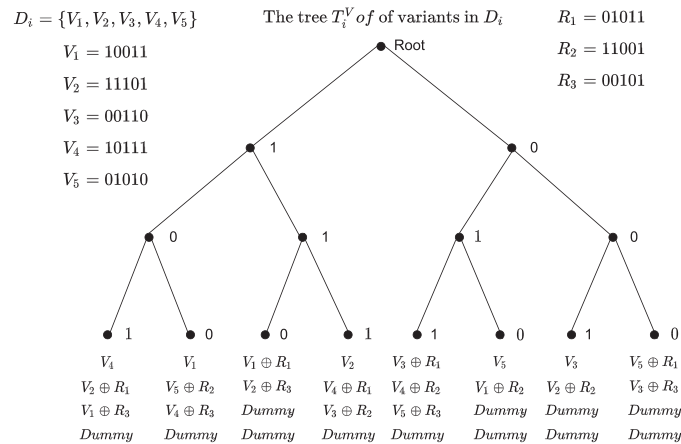 D_i = {V_1, V_2, V_3, V_4, V_5}
V_1 = 10011
V_2 = 11101
V_3 = 00110
V_4 = 10111
V_5 = 01010
The tree T_i^V of of variants in D_i
R_1 = 01011
R_2 = 11001
R_3 = 00101
Root
1 0
0 1 1 0
1 0 0 1 1 0 1 0
V_4 V_1 V_1 ⊕ R_1 V_2 V_3 ⊕ R_1 V_5 V_3 V_5 ⊕ R_1
V_2 ⊕ R_1 V_5 ⊕ R_2 V_2 ⊕ R_3 V_4 ⊕ R_1 V_4 ⊕ R_2 V_1 ⊕ R_2 V_2 ⊕ R_2 V_3 ⊕ R_3
V_1 ⊕ R_3 V_4 ⊕ R_3 Dummy V_3 ⊕ R_2 V_5 ⊕ R_3 Dummy Dummy Dummy
Dummy Dummy Dummy Dummy Dummy Dummy Dummy Dummy